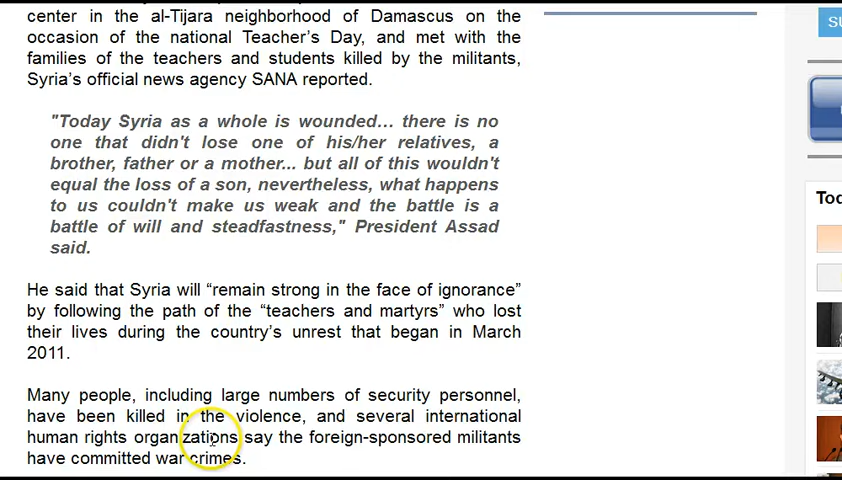 center in the al-Tijara neighborhood of Damascus on the
occasion of the national Teacher's Day, and met with the
families of the teachers and students killed by the militants,
Syria's official news agency SANA reported.
"Today Syria as a whole is wounded... there is no
one that didn't lose one of his/her relatives, a
brother, father or a mother... but all of this wouldn't
equal the loss of a son, nevertheless, what happens
to us couldn't make us weak and the battle is a
battle of will and steadfastness," President Assad
said.
He said that Syria will “remain strong in the face of ignorance”
by following the path of the “teachers and martyrs” who lost
their lives during the country's unrest that began in March
2011.
Many people, including large numbers of security personnel,
have been killed in the violence, and several international
human rights organizations say the foreign-sponsored militants
have committed war crimes.